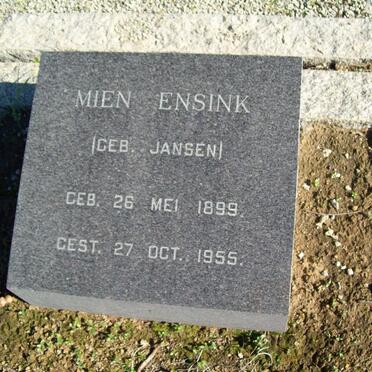 MIEN ENSINK
(GEB. JANSEN)
GEB. 26 MEI 1899.
GEST. 27 OCT. 1955.